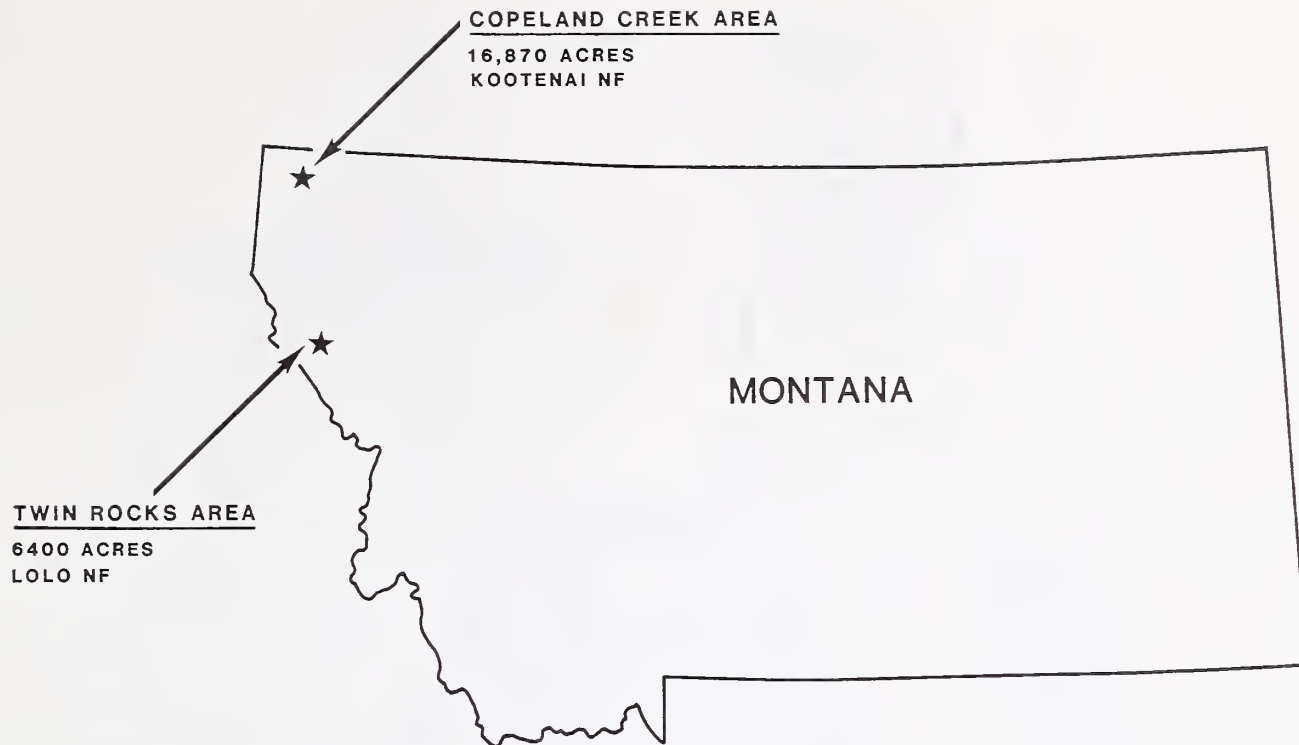 COPELAND CREEK AREA
16,870 ACRES
KOOTENAI NF
MONTANA
TWIN ROCKS AREA
6400 ACRES
LOLO NF